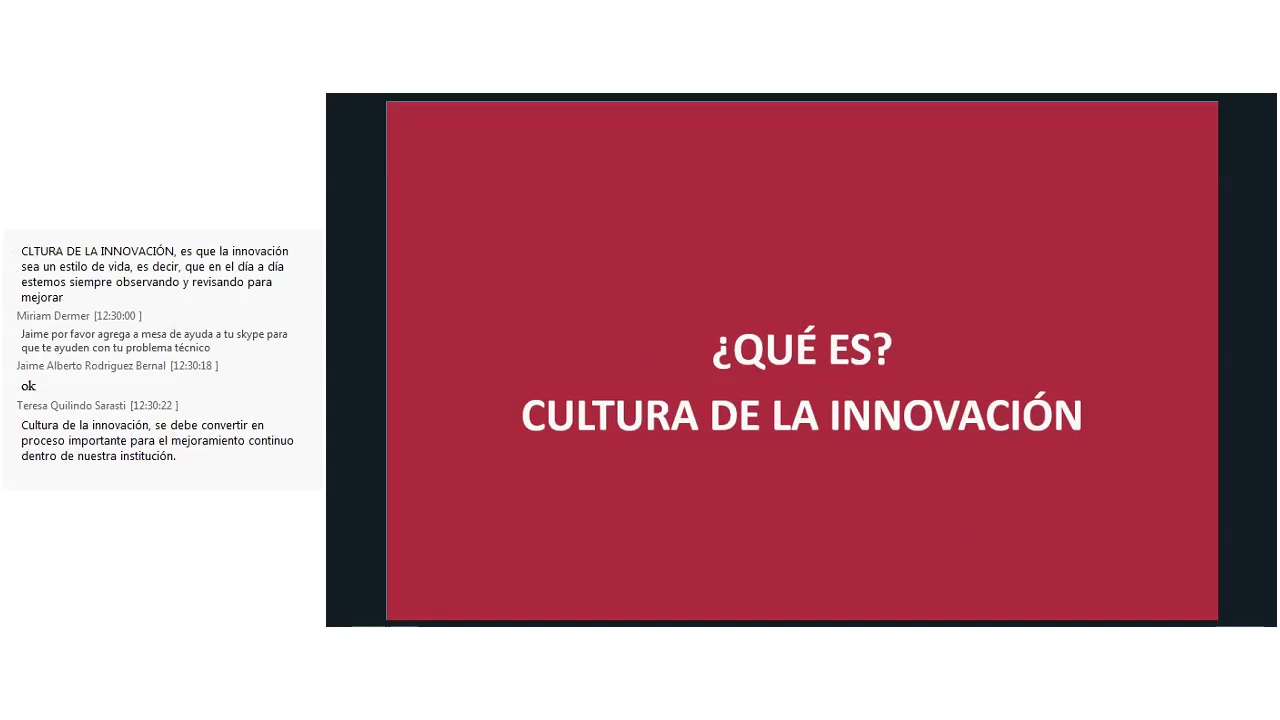 CLTURA DE LA INNOVACIÓN, es que la innovación
sea un estilo de vida, es decir, que en el día a día
estemos siempre observando y revisando para
mejorar
Miriam Dermer [12:30:00 ]
Jaime por favor agrega a mesa de ayuda a tu skype para
que te ayuden con tu problema técnico
Jaime Alberto Rodriguez Bernal [12:30:18 ]
ok
Teresa Quilindo Sarasti [12:30:22 ]
Cultura de la innovación, se debe convertir en
proceso importante para el mejoramiento continuo
dentro de nuestra institución.
¿QUÉ ES?
CULTURA DE LA INNOVACIÓN